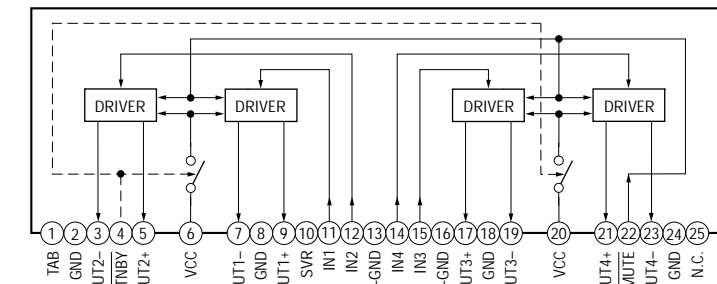 DRIVER
DRIVER
DRIVER
DRIVER
1
2
3
4
5
6
7
8
9
10
11
12
13
14
15
16
17
18
19
20
21
22
23
24
25
TAB
GND
UT2-
TNBY
UT2+
VCC
UT1-
GND
UT1+
SVR
IN1
IN2
-GND
IN4
IN3
-GND
UT3+
GND
UT3-
VCC
UT4+
MUTE
UT4-
GND
N.C.